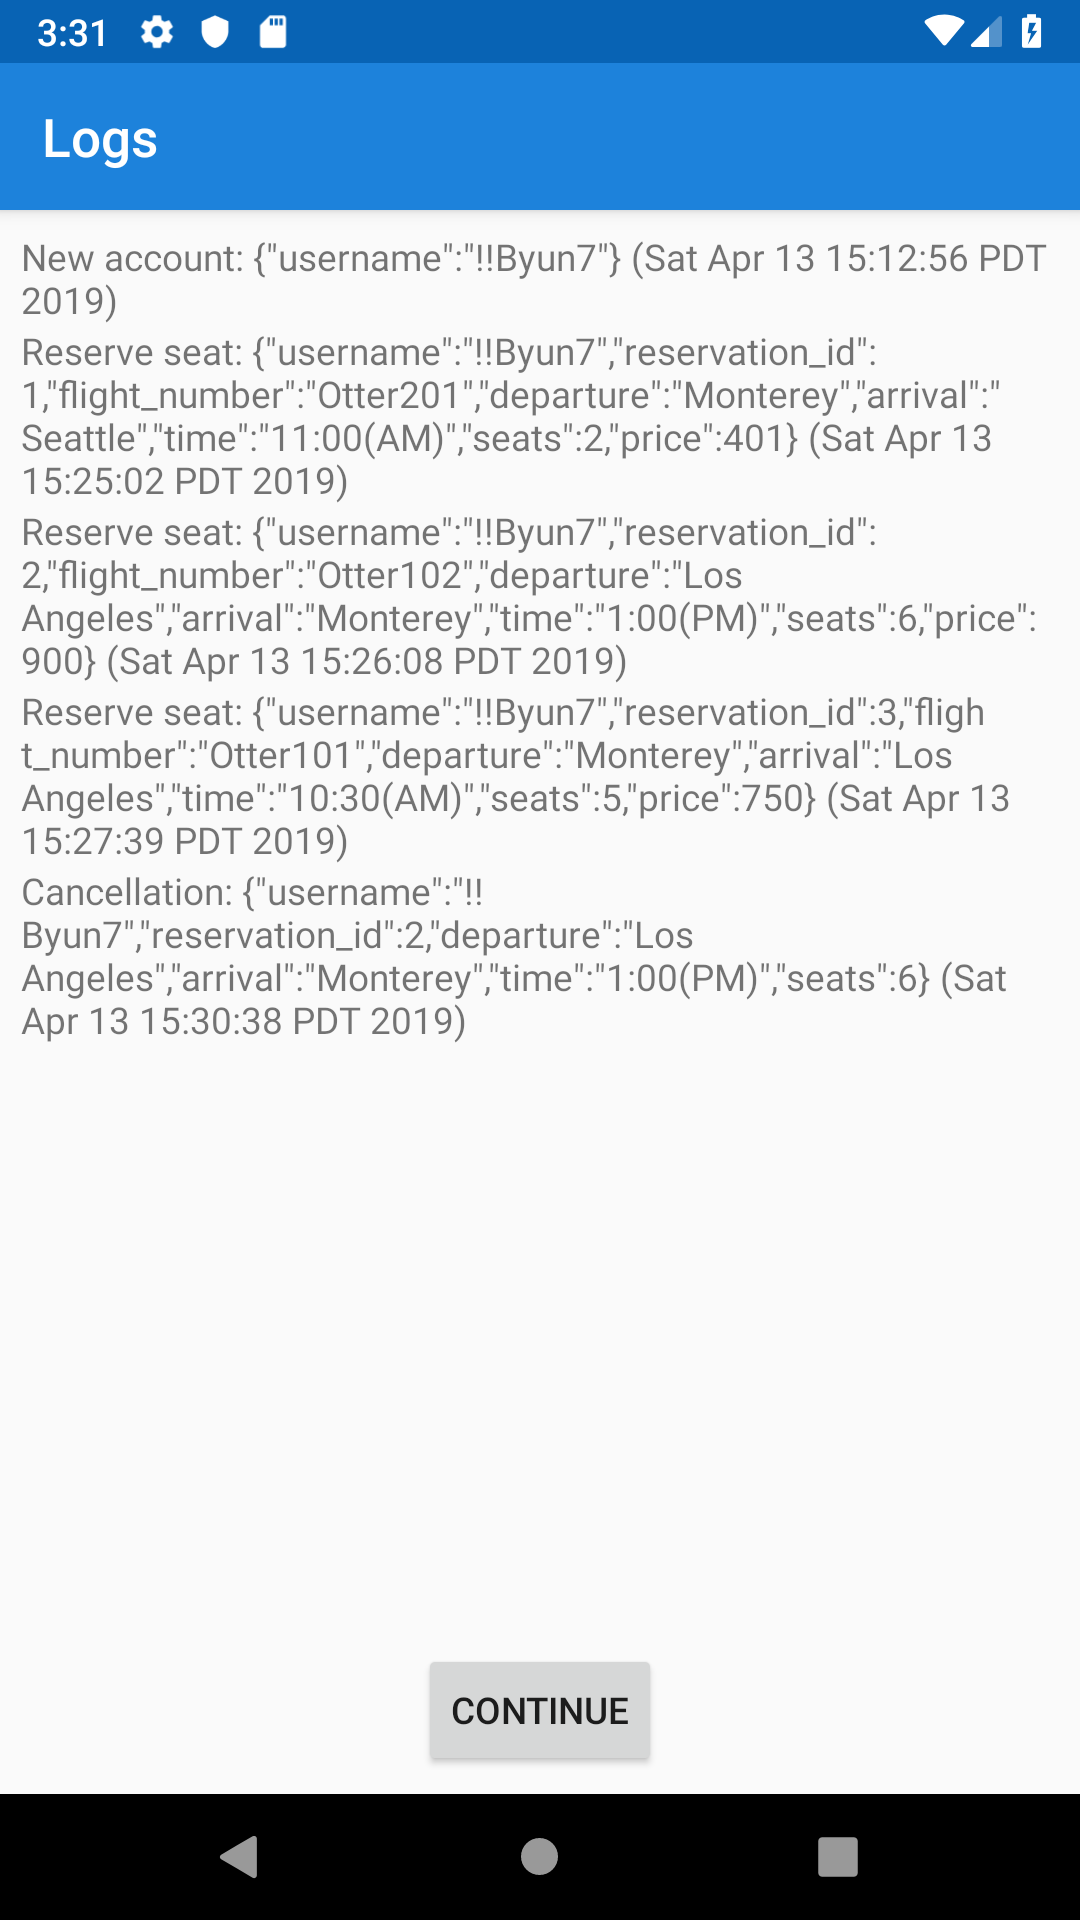 3:31
Logs
New account: {"username":"!!Byun7"} (Sat Apr 13 15:12:56 PDT
2019)
Reserve seat: {"username":"!!Byun7","reservation_id":
1,"flight_number":"Otter201","departure":"Monterey","arrival":"
Seattle","time":"11:00(AM)","seats":2,"price":401} (Sat Apr 13
15:25:02 PDT 2019)
Reserve seat: {"username":"!!Byun7","reservation_id":
2,"flight_number":"Otter102","departure":"Los
Angeles","arrival":"Monterey","time":"1:00(PM)","seats":6,"price":
900} (Sat Apr 13 15:26:08 PDT 2019)
Reserve seat: {"username":"!!Byun7","reservation_id":3,"fligh
t_number":"Otter101","departure":"Monterey","arrival":"Los
Angeles","time":"10:30(AM)","seats":5,"price":750} (Sat Apr 13
15:27:39 PDT 2019)
Cancellation: {"username":"!!
Byun7","reservation_id":2,"departure":"Los
Angeles","arrival":"Monterey","time":"1:00(PM)","seats":6} (Sat
Apr 13 15:30:38 PDT 2019)
CONTINUE